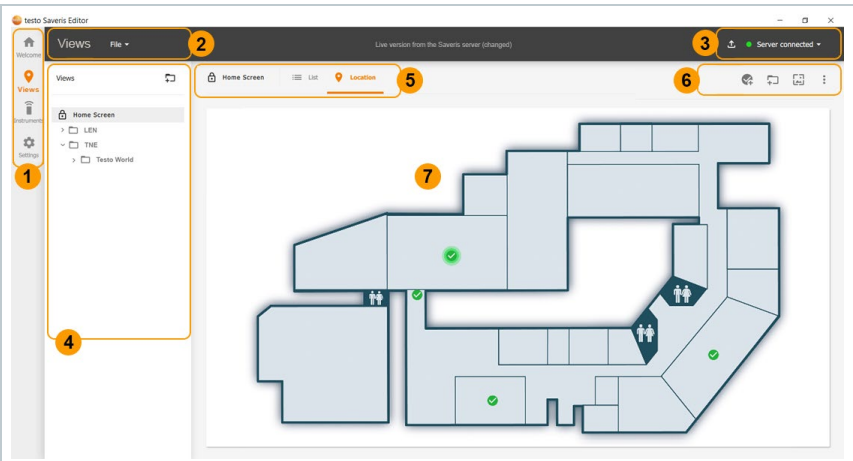 testo Saveris Editor
Views File
Live version from the Saveris server (changed)
Server connected
1
2
3
4
5
6
7
Welcome
Views
Instruments
Settings
Views
Home Screen
LEN
TNE
Testo World
Home Screen List Location